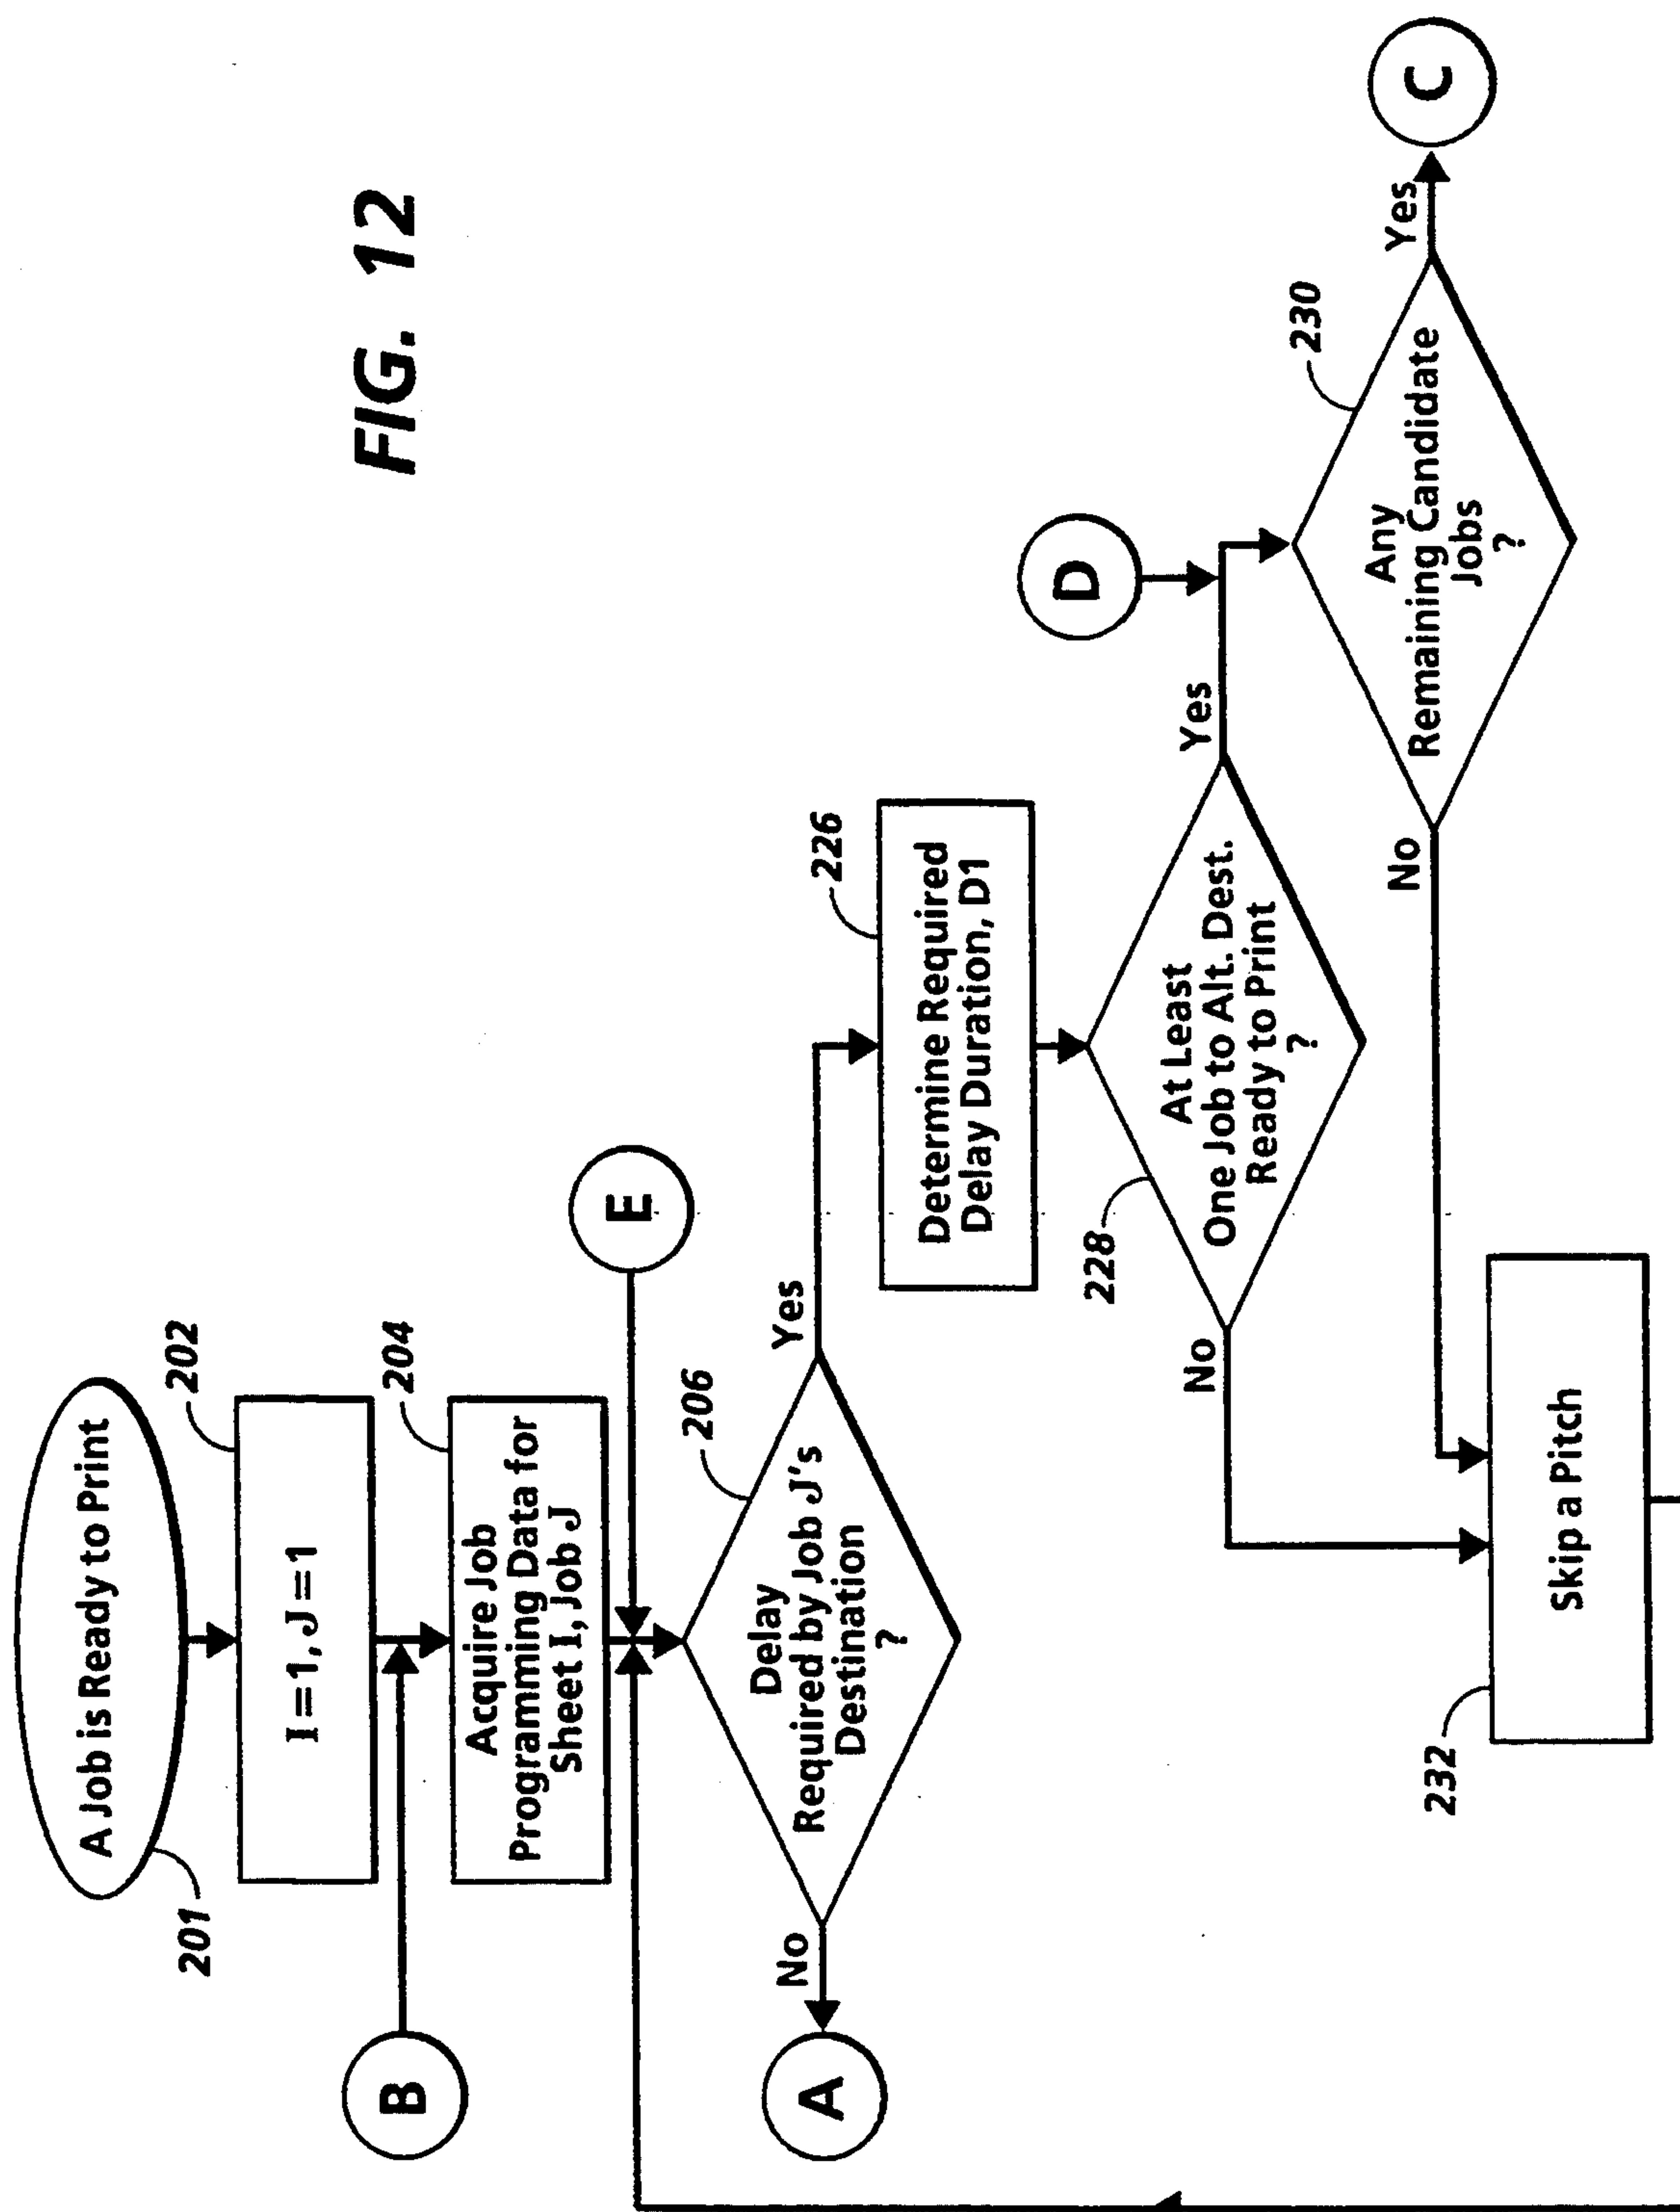 FIG. 12
A Job is Ready to Print
201
I=1, J=1
202
B
Acquire Job
Programming Data for
Sheet I, Job J
204
E
Delay
Required by Job J's
Destination
?
206
No
A
Yes
Determine Required
Delay Duration, D1
226
At Least
One Job to Alt. Dest.
Ready to Print
?
228
No
Yes
D
Any
Remaining Candidate
Jobs
?
230
No
Yes
C
Skip a Pitch
232